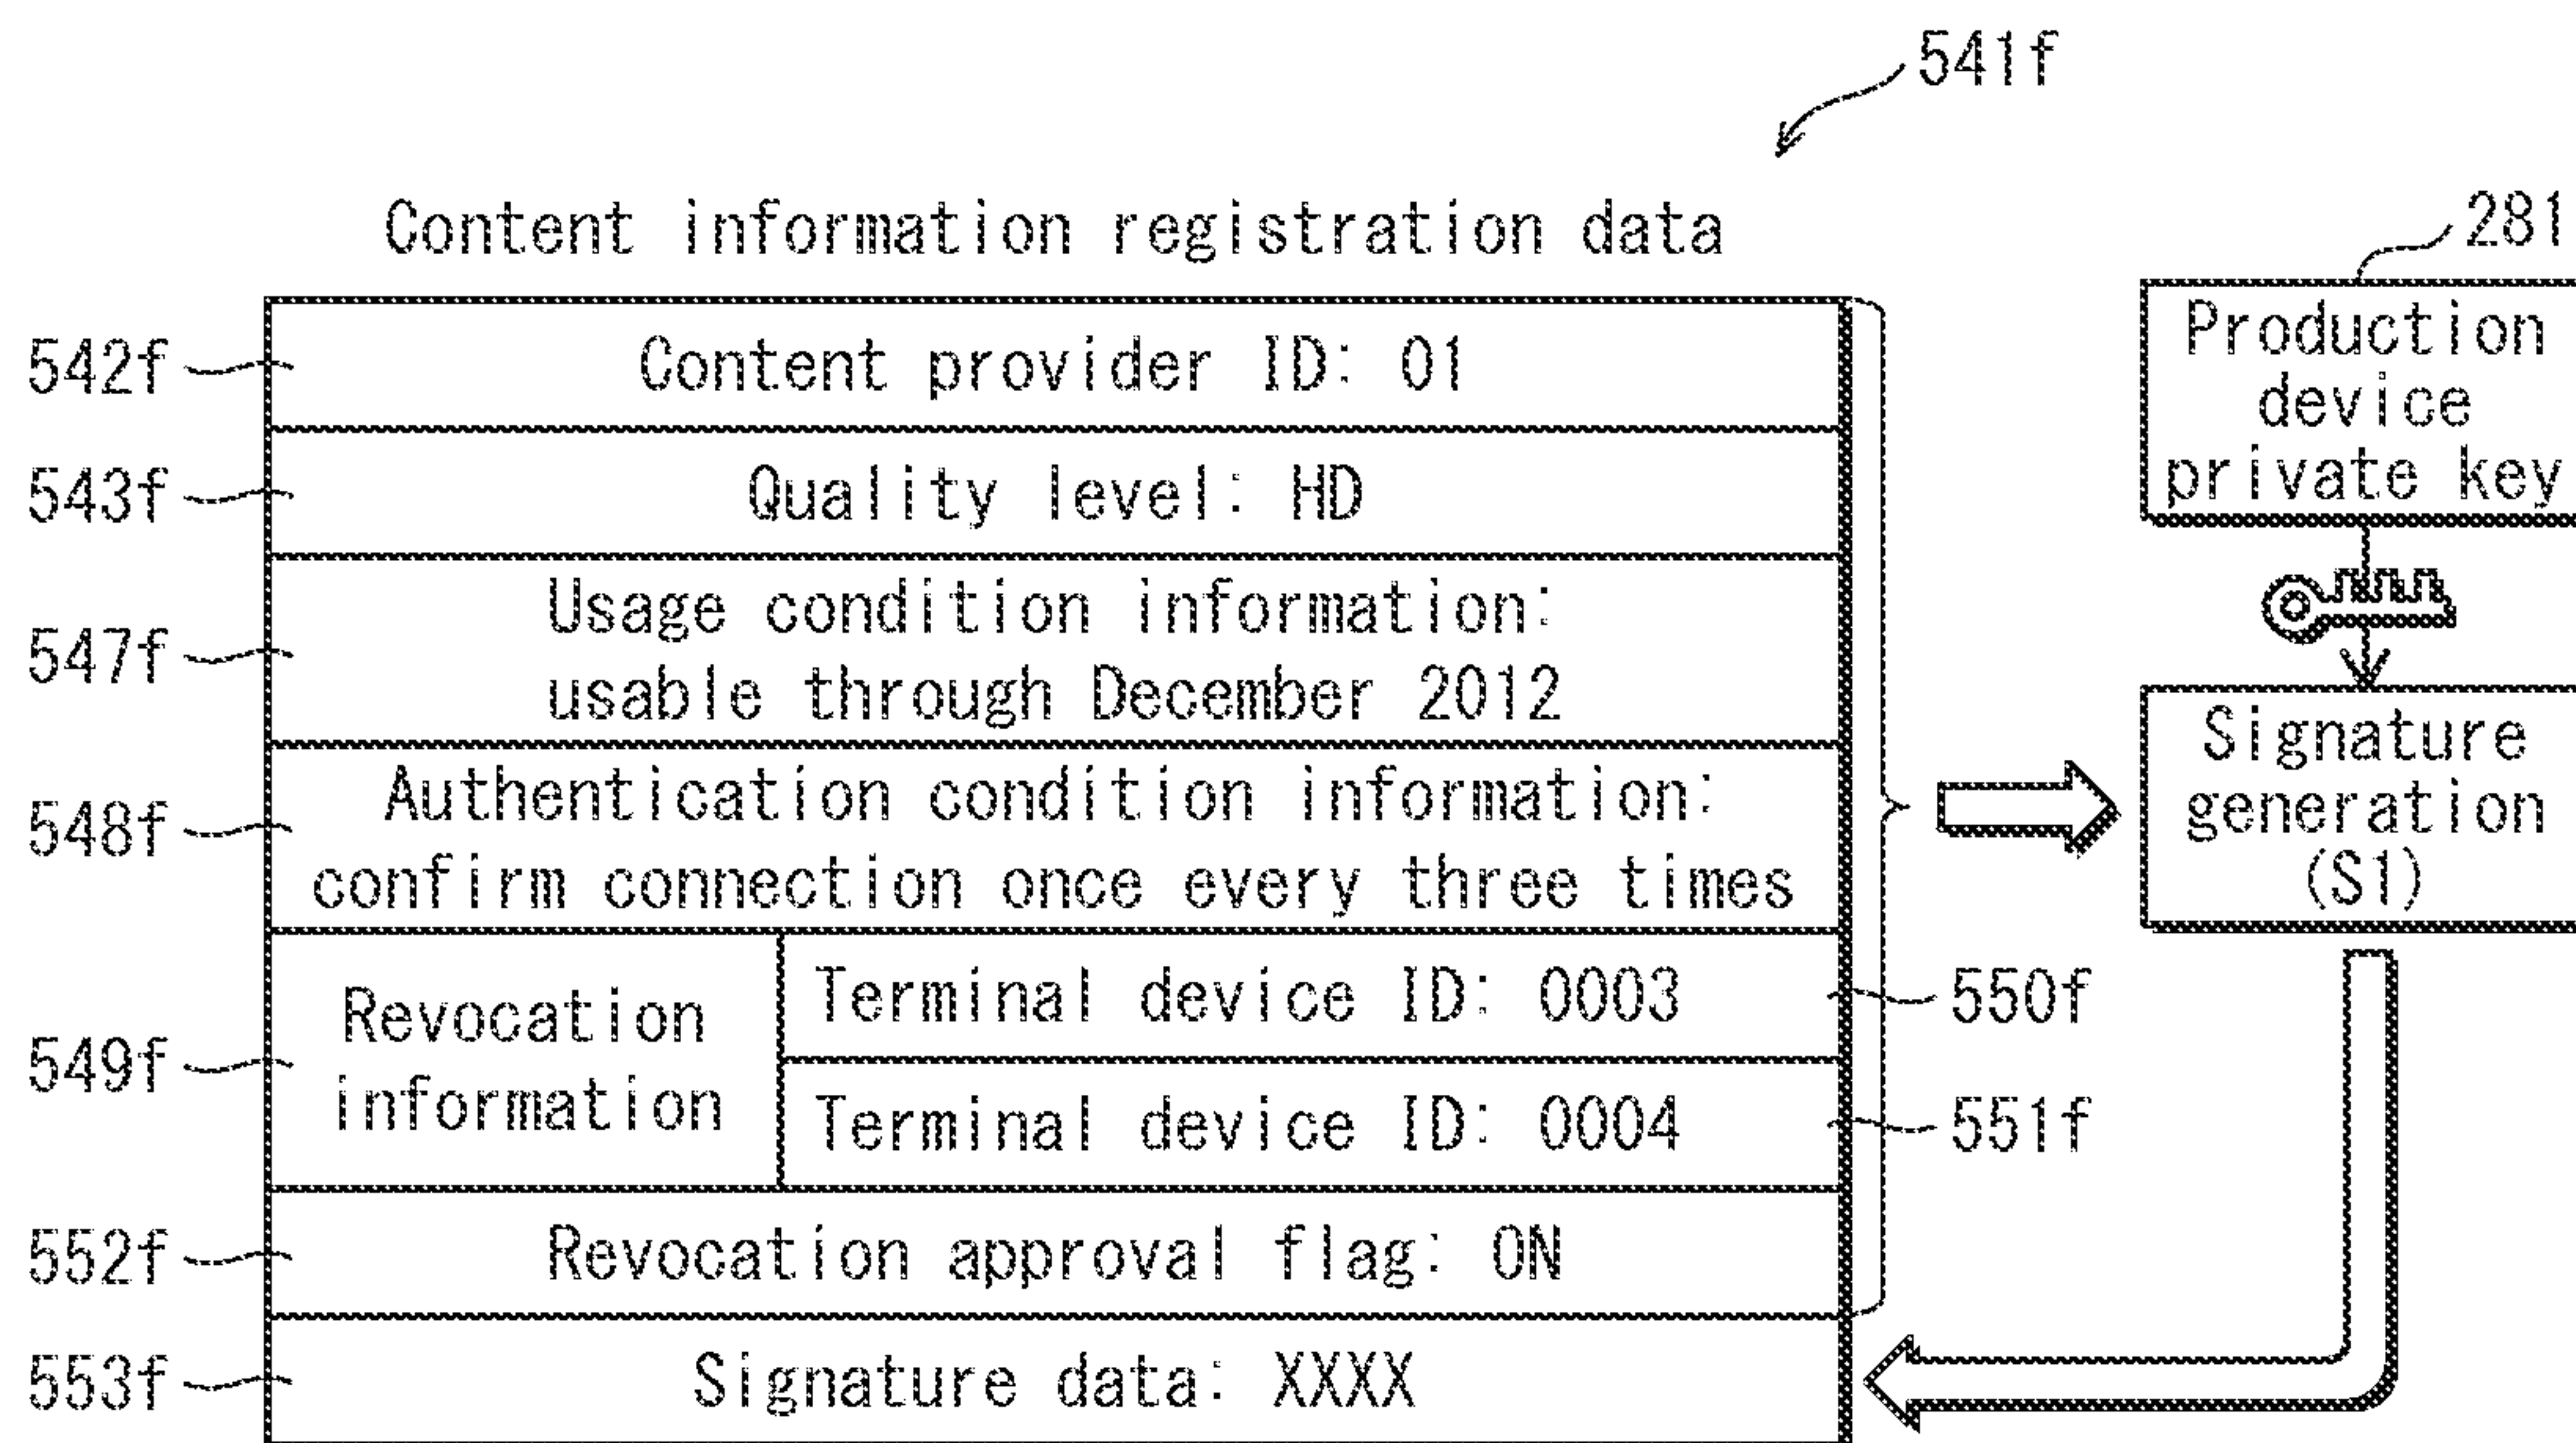 541f
Content information registration data
281
Production
device
private key
542f
Content provider ID: 01
543f
Quality level: HD
547f
Usage condition information:
usable through December 2012
548f
Authentication condition information:
confirm connection once every three times
Signature
generation
(S1)
549f
Revocation
information
Terminal device ID: 0003
550f
Terminal device ID: 0004
551f
552f
Revocation approval flag: ON
553f
Signature data: XXXX